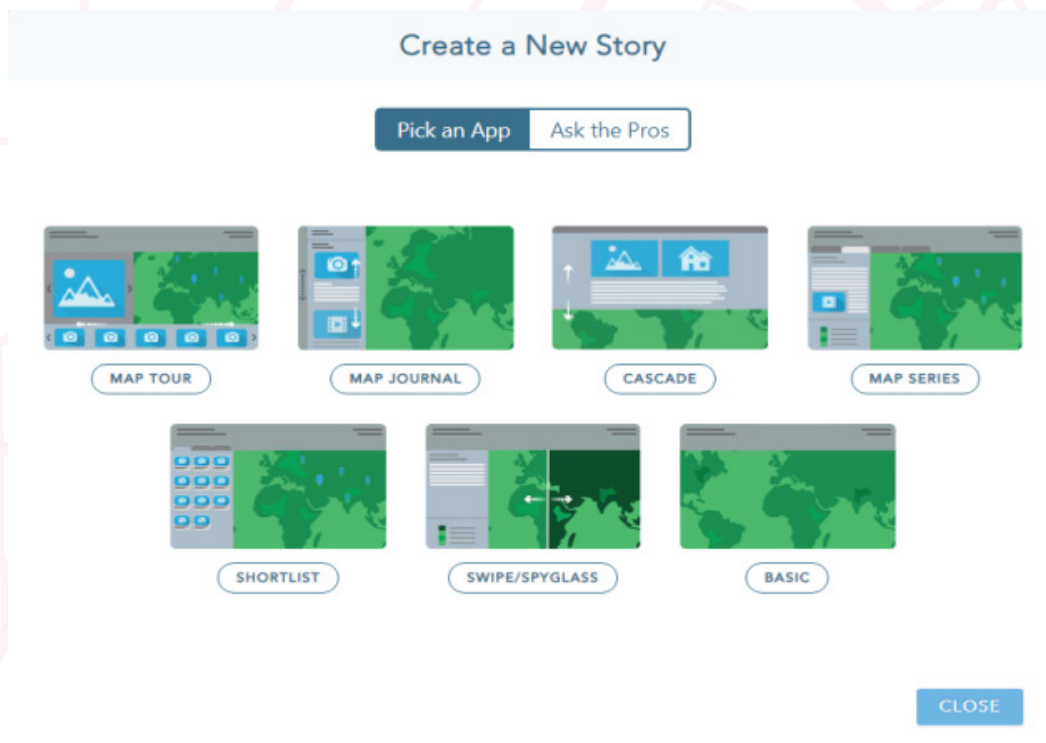 Create a New Story
Pick an App Ask the Pros
MAP TOUR MAP JOURNAL CASCADE MAP SERIES
SHORTLIST SWIPE/SPYGLASS BASIC
CLOSE